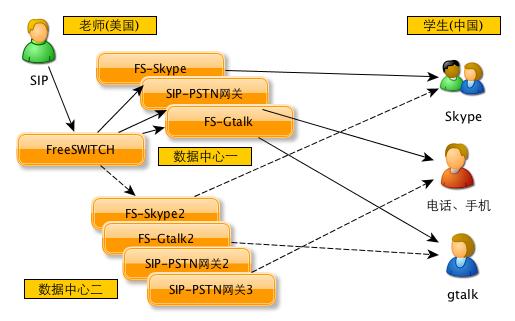 老师(美国)
学生(中国)
SIP
FS-Skype
SIP-PSTN网关
FS-Gtalk
Skype
FreeSWITCH
数据中心一
电话、手机
FS-Skype2
FS-Gtalk2
SIP-PSTN网关2
SIP-PSTN网关3
数据中心二
gtalk